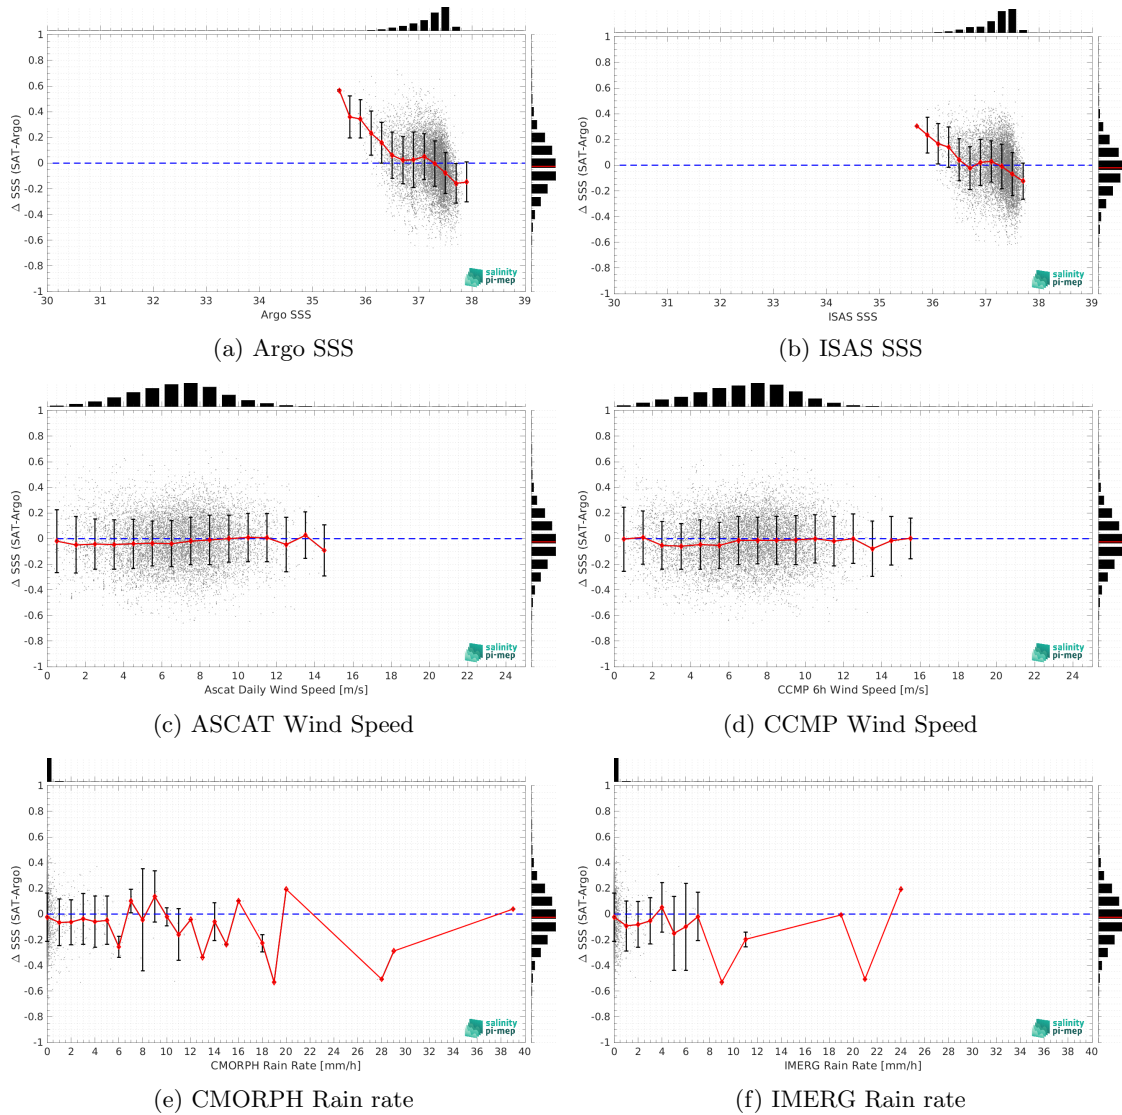 1
0.8
0.6
0.4
0.2
0
-0.2
-0.4
-0.6
-0.8
-1
Δ SSS (SAT-Argo)
30 31 32 33 34 35 36 37 38 39
Argo SSS
salinity
pi-mep
(a) Argo SSS
1
0.8
0.6
0.4
0.2
0
-0.2
-0.4
-0.6
-0.8
-1
Δ SSS (SAT-Argo)
30 31 32 33 34 35 36 37 38 39
ISAS SSS
salinity
pi-mep
(b) ISAS SSS
1
0.8
0.6
0.4
0.2
0
-0.2
-0.4
-0.6
-0.8
-1
Δ SSS (SAT-Argo)
0 2 4 6 8 10 12 14 16 18 20 22 24
Ascat Daily Wind Speed [m/s]
salinity
pi-mep
(c) ASCAT Wind Speed
1
0.8
0.6
0.4
0.2
0
-0.2
-0.4
-0.6
-0.8
-1
Δ SSS (SAT-Argo)
0 2 4 6 8 10 12 14 16 18 20 22 24
CCMP 6h Wind Speed [m/s]
salinity
pi-mep
(d) CCMP Wind Speed
1
0.8
0.6
0.4
0.2
0
-0.2
-0.4
-0.6
-0.8
-1
Δ SSS (SAT-Argo)
0 2 4 6 8 10 12 14 16 18 20 22 24 26 28 30 32 34 36 38 40
CMORPH Rain Rate [mm/h]
salinity
pi-mep
(e) CMORPH Rain rate
1
0.8
0.6
0.4
0.2
0
-0.2
-0.4
-0.6
-0.8
-1
Δ SSS (SAT-Argo)
0 2 4 6 8 10 12 14 16 18 20 22 24 26 28 30 32 34 36 38 40
IMERG Rain Rate [mm/h]
salinity
pi-mep
(f) IMERG Rain rate